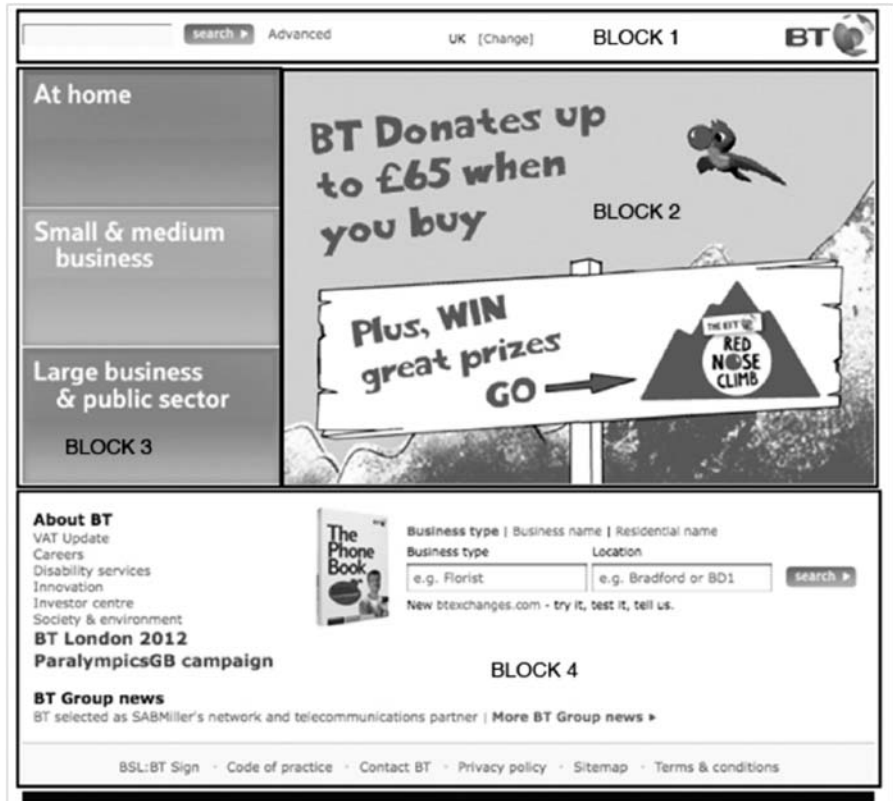 search ▸ Advanced UK [Change] BLOCK 1 BT
At home
Small & medium
business
Large business
& public sector
BLOCK 3
BT Donates up
to £65 when
you buy
BLOCK 2
Plus, WIN
great prizes
GO
THE BT
RED
NOSE
CLIMB
About BT
VAT Update
Careers
Disability services
Innovation
Investor centre
Society & environment
BT London 2012
ParalympicsGB campaign
The
Phone
Book
Business type | Business name | Residential name
Business type Location
e.g. Florist e.g. Bradford or BD1 search ▸
New btexchanges.com - try it, test it, tell us.
BLOCK 4
BT Group news
BT selected as SABMiller's network and telecommunications partner | More BT Group news ▸
BSL:BT Sign • Code of practice • Contact BT • Privacy policy • Sitemap • Terms & conditions